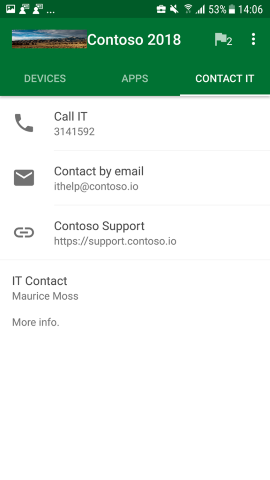 ... 53% 14:06
Contoso 2018 2
DEVICES APPS CONTACT IT
Call IT
3141592
Contact by email
ithelp@contoso.io
Contoso Support
https://support.contoso.io
IT Contact
Maurice Moss
More info.